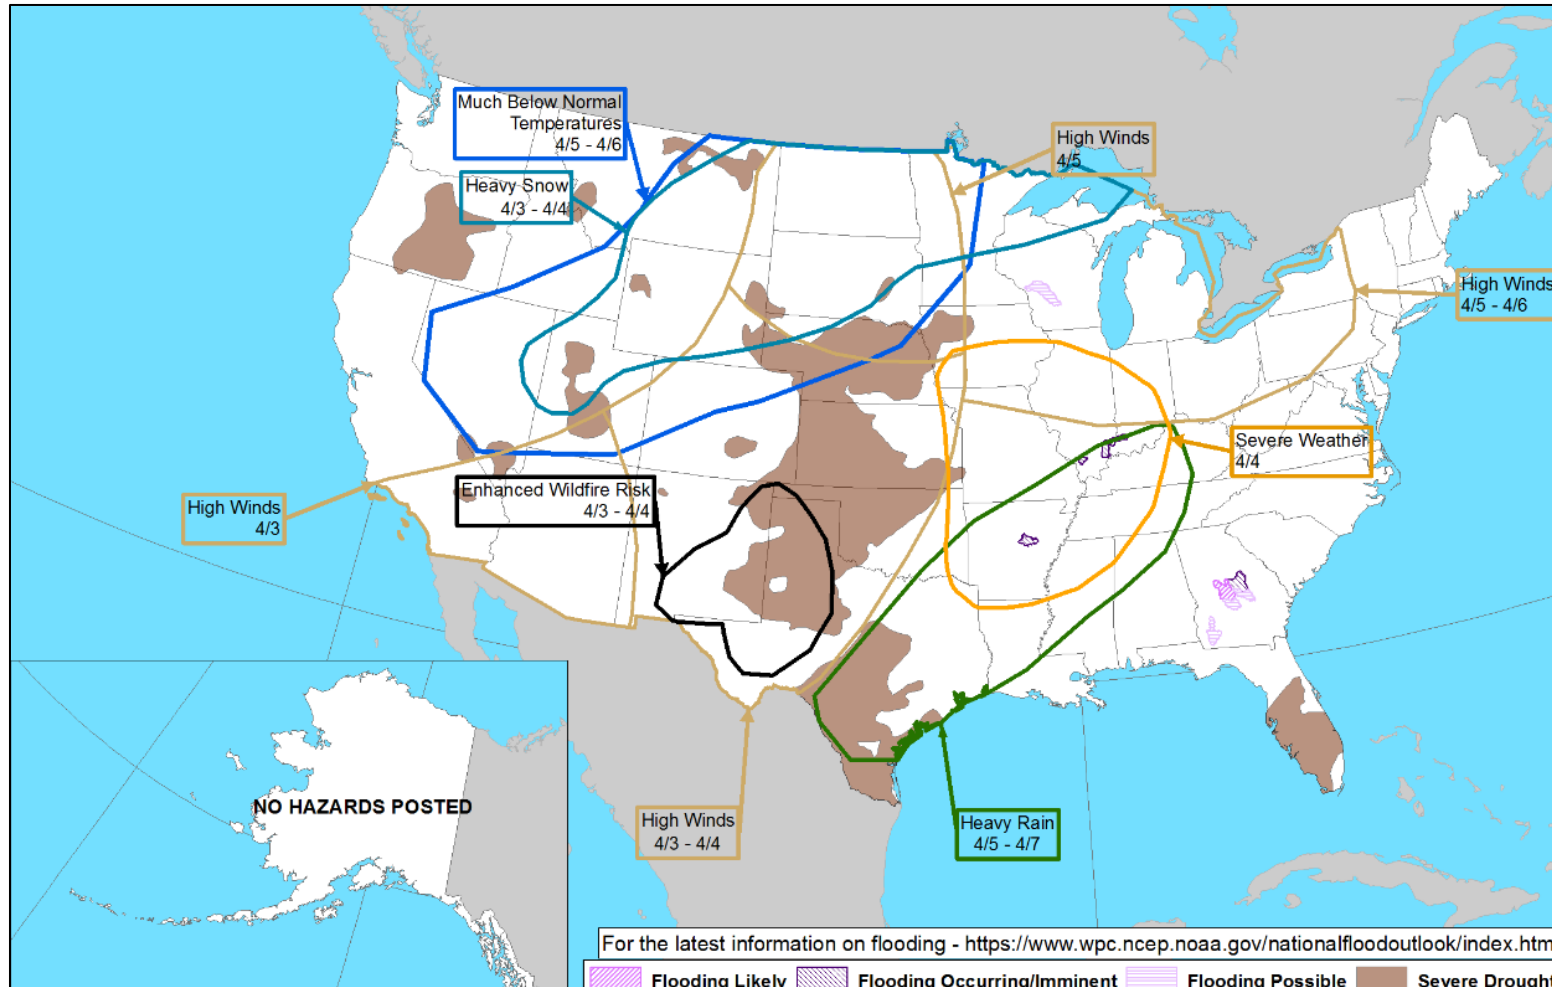 Much Below Normal
Temperatures
4/5 - 4/6
High Winds
4/5
Heavy Snow
4/3 - 4/4
High Winds
4/5 - 4/6
Severe Weather
4/4
Enhanced Wildfire Risk
4/3 - 4/4
High Winds
4/3
NO HAZARDS POSTED
High Winds
4/3 - 4/4
Heavy Rain
4/5 - 4/7
For the latest information on flooding - https://www.wpc.ncep.noaa.gov/nationalfloodoutlook/index.htm
Flooding Likely Flooding Occurring/Imminent Flooding Possible Severe Drought